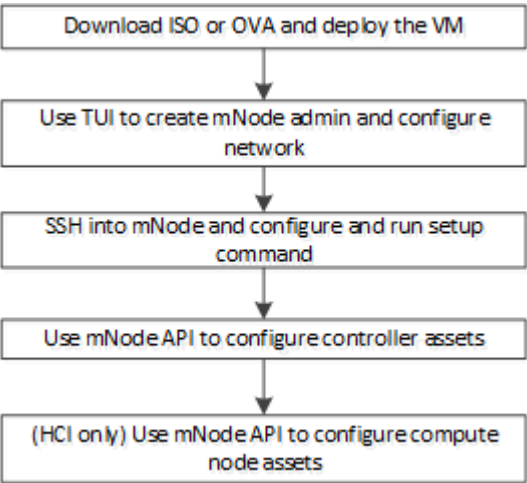 Download ISO or OVA and deploy the VM
Use TUI to create mNode admin and configure
network
SSH into mNode and configure and run setup
command
Use mNode API to configure controller assets
(HCI only) Use mNode API to configure compute
node assets